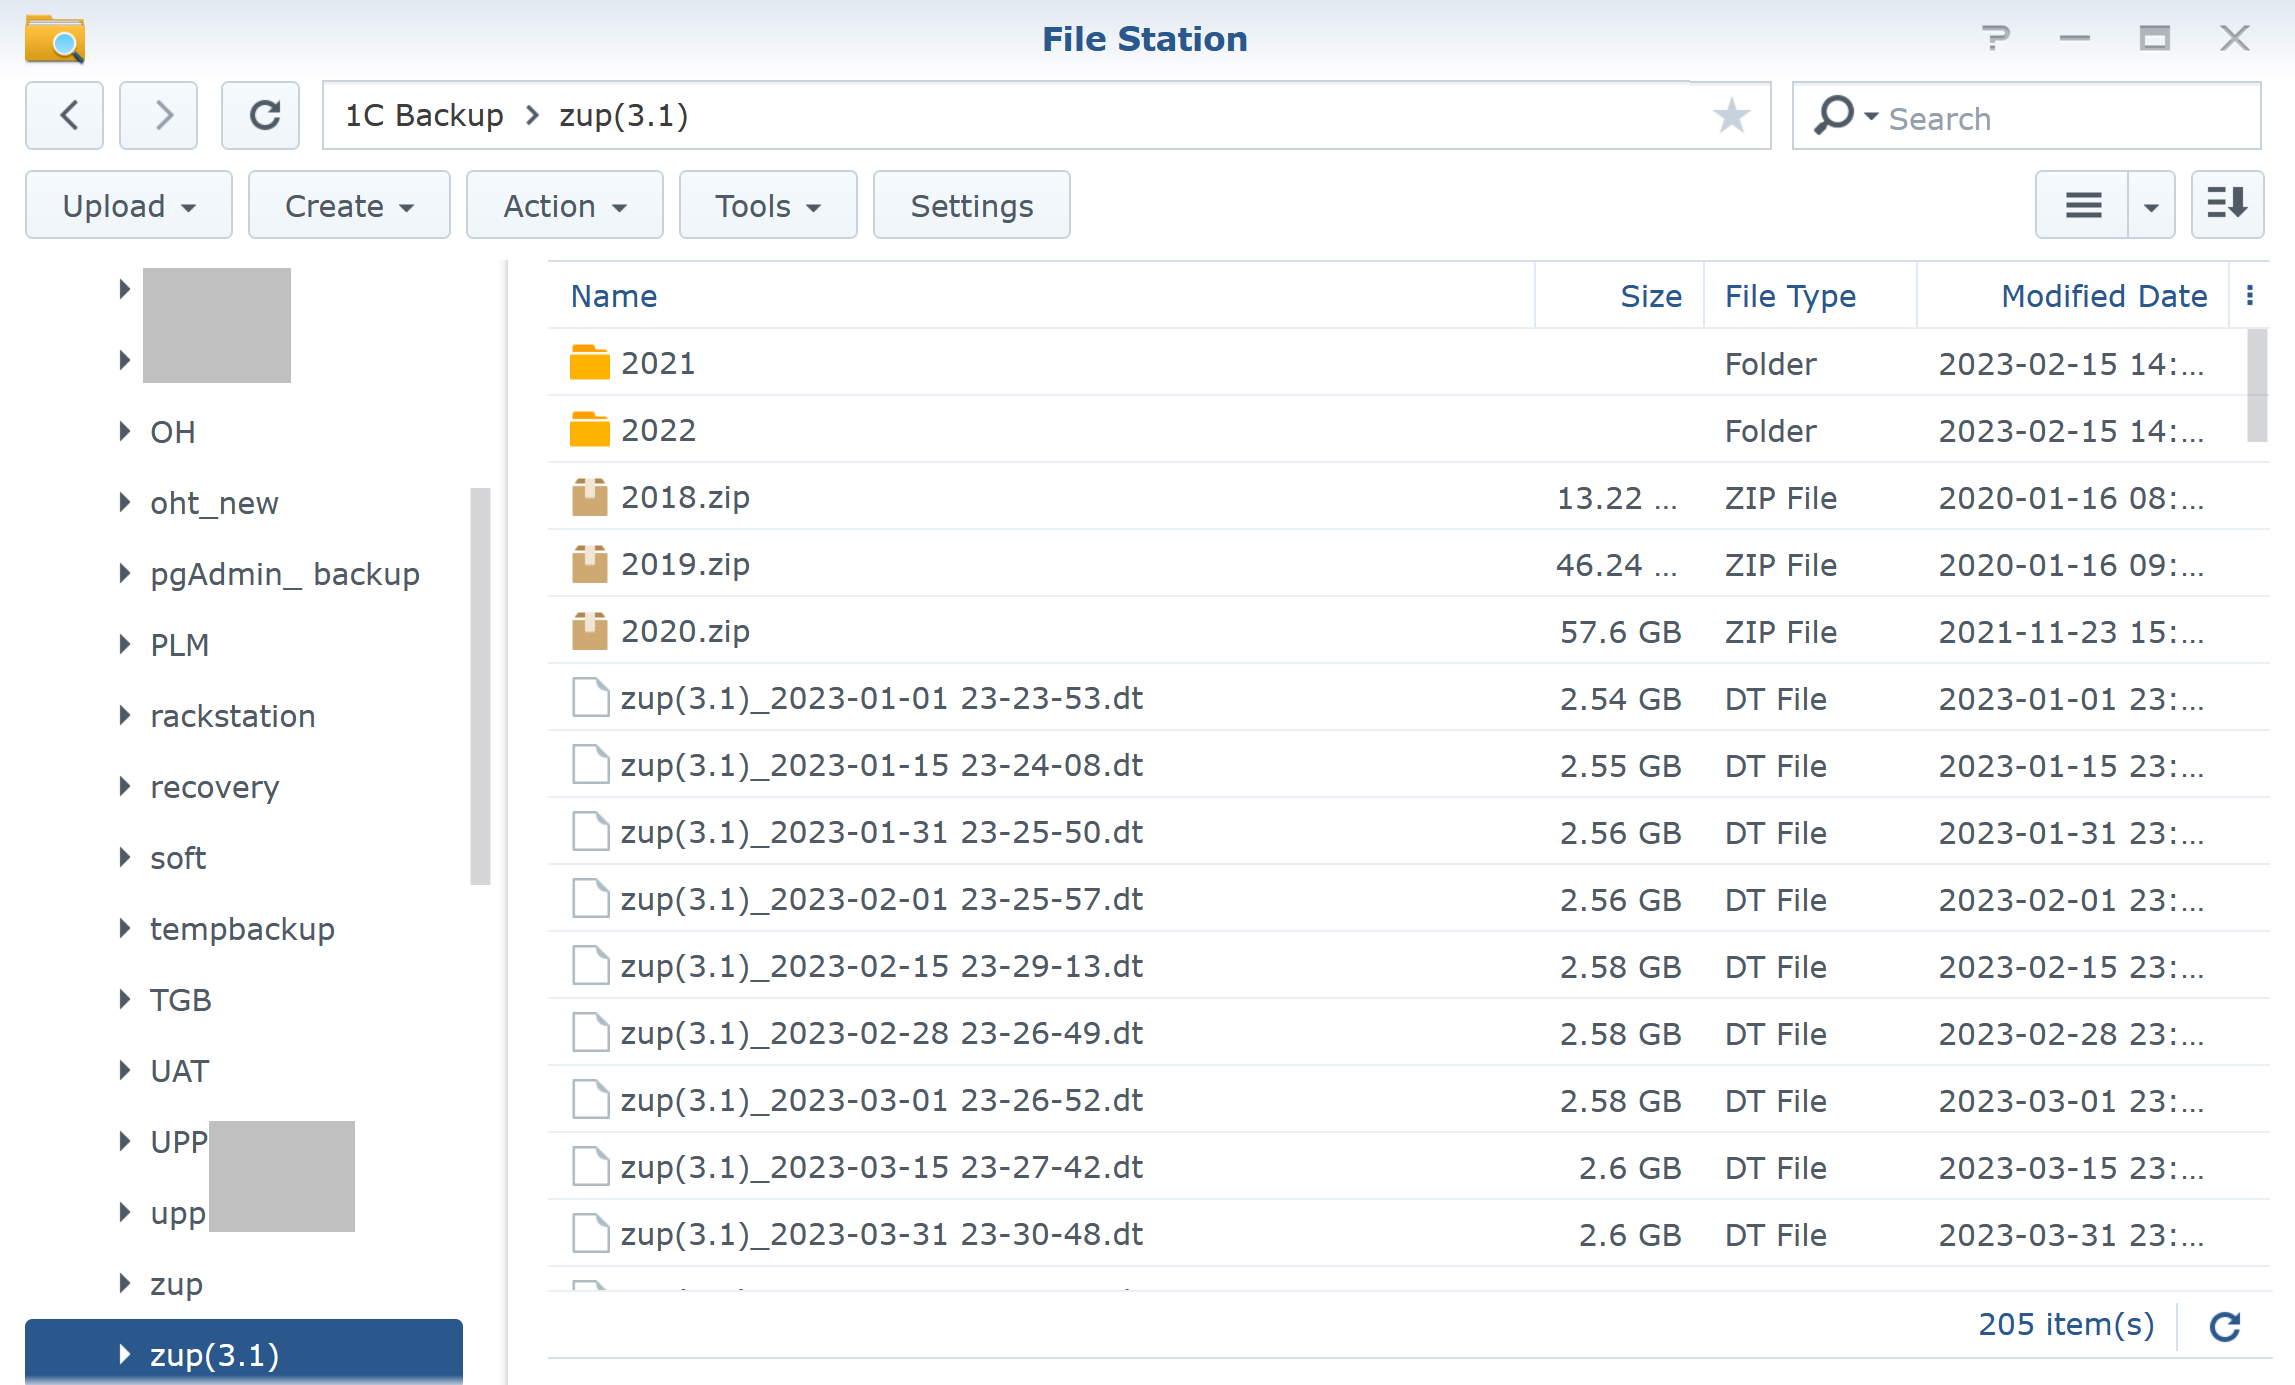 File Station
1C Backup > zup(3.1)
Search
Upload
Create
Action
Tools
Settings
OH
oht_new
pgAdmin_ backup
PLM
rackstation
recovery
soft
tempbackup
TGB
UAT
UPP
upp
zup
zup(3.1)
Name Size File Type Modified Date
2021 Folder 2023-02-15 14:...
2022 Folder 2023-02-15 14:...
2018.zip 13.22 ... ZIP File 2020-01-16 08:...
2019.zip 46.24 ... ZIP File 2020-01-16 09:...
2020.zip 57.6 GB ZIP File 2021-11-23 15:...
zup(3.1)_2023-01-01 23-23-53.dt 2.54 GB DT File 2023-01-01 23:...
zup(3.1)_2023-01-15 23-24-08.dt 2.55 GB DT File 2023-01-15 23:...
zup(3.1)_2023-01-31 23-25-50.dt 2.56 GB DT File 2023-01-31 23:...
zup(3.1)_2023-02-01 23-25-57.dt 2.56 GB DT File 2023-02-01 23:...
zup(3.1)_2023-02-15 23-29-13.dt 2.58 GB DT File 2023-02-15 23:...
zup(3.1)_2023-02-28 23-26-49.dt 2.58 GB DT File 2023-02-28 23:...
zup(3.1)_2023-03-01 23-26-52.dt 2.58 GB DT File 2023-03-01 23:...
zup(3.1)_2023-03-15 23-27-42.dt 2.6 GB DT File 2023-03-15 23:...
zup(3.1)_2023-03-31 23-30-48.dt 2.6 GB DT File 2023-03-31 23:...
205 item(s)